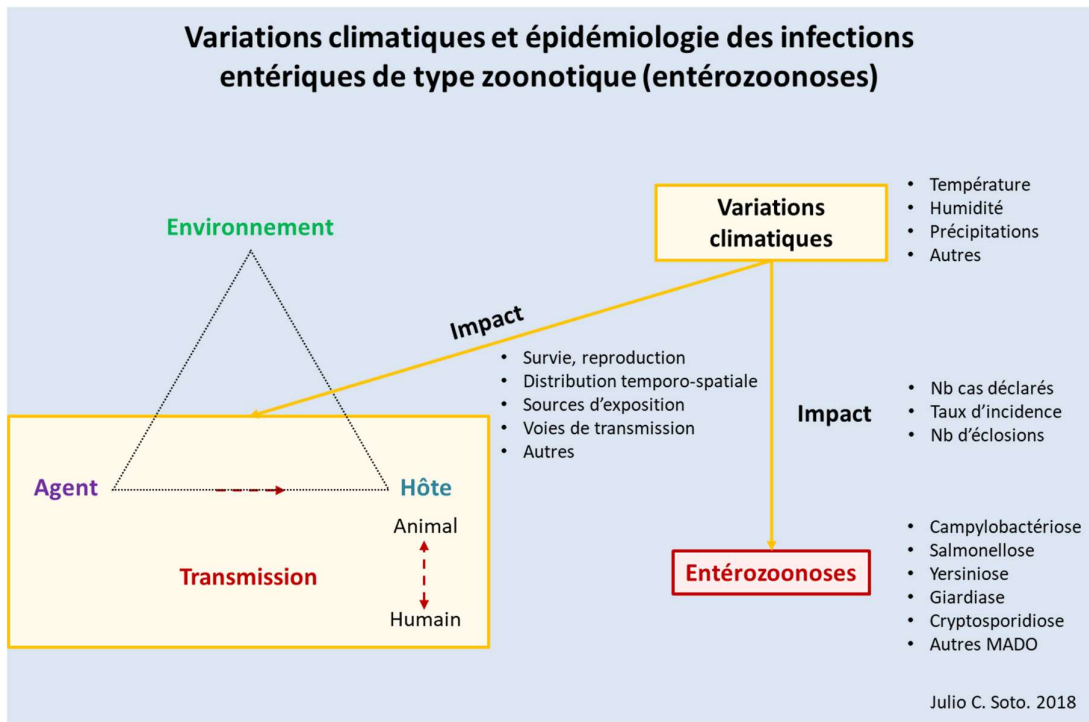 Variations climatiques et épidémiologie des infections
entériques de type zoonotique (entérozoonoses)
Environnement
Variations
climatiques
• Température
• Humidité
• Précipitations
• Autres
Impact
• Survie, reproduction
• Distribution temporo-spatiale
• Sources d'exposition
• Voies de transmission
• Autres
Impact
• Nb cas déclarés
• Taux d'incidence
• Nb d'éclosions
Agent
Hôte
Animal
Transmission
Humain
Entérozoonoses
• Campylobactériose
• Salmonellose
• Yersiniose
• Giardiase
• Cryptosporidiose
• Autres MADO
Julio C. Soto. 2018